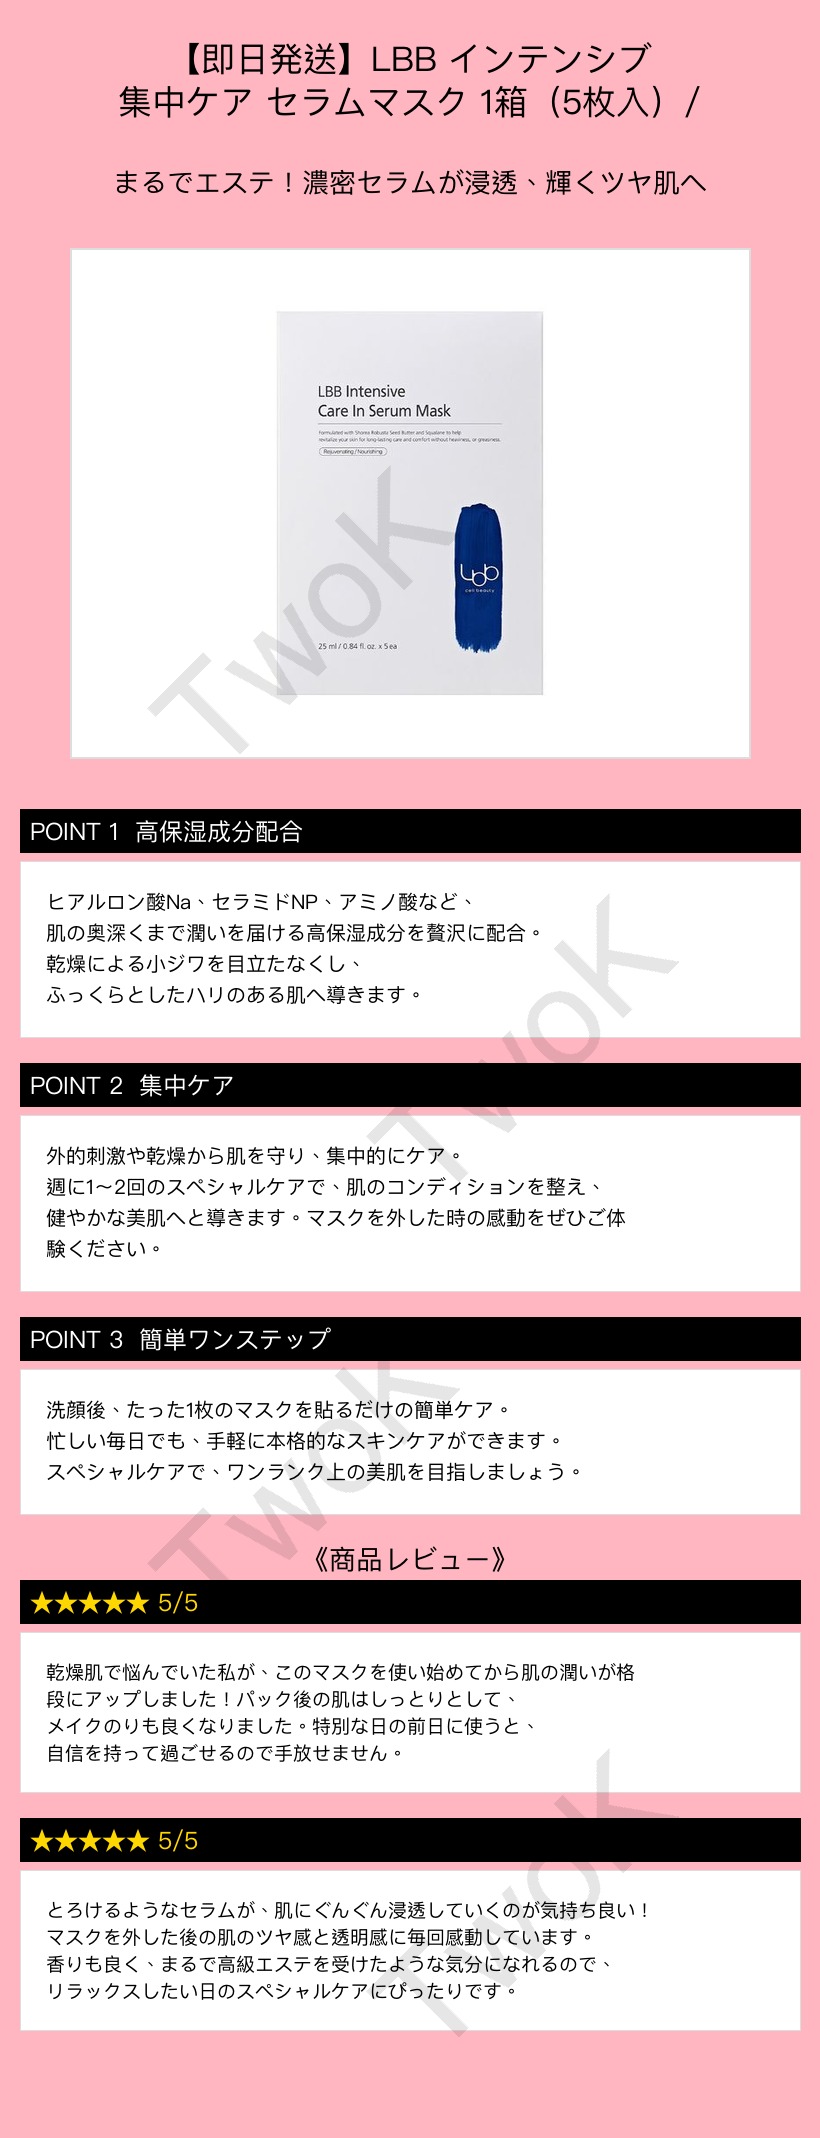 【即日発送】LBB インテンシブ
集中ケア セラムマスク 1箱（5枚入）/
まるでエステ！濃密セラムが浸透、輝くツヤ肌へ
LBB Intensive
Care In Serum Mask
Formulated with Shorea Robusta Seed Butter and Squalane to help
revitalize your skin for long-lasting care and comfort without heaviness, or greasiness.
Rejuvenating / Nourishing
Lbb
cell beauty
25 ml / 0.84 fl. oz. x 5 ea
TwoK
POINT 1 高保湿成分配合
ヒアルロン酸Na、セラミドNP、アミノ酸など、
肌の奥深くまで潤いを届ける高保湿成分を贅沢に配合。
乾燥による小ジワを目立たなくし、
ふっくらとしたハリのある肌へ導きます。
TwoK
POINT 2 集中ケア
外的刺激や乾燥から肌を守り、集中的にケア。
週に1～2回のスペシャルケアで、肌のコンディションを整え、
健やかな美肌へと導きます。マスクを外した時の感動をぜひご体
験ください。
POINT 3 簡単ワンステップ
洗顔後、たった1枚のマスクを貼るだけの簡単ケア。
忙しい毎日でも、手軽に本格的なスキンケアができます。
スペシャルケアで、ワンランク上の美肌を目指しましょう。
TwoK
《商品レビュー》
★★★★★ 5/5
乾燥肌で悩んでいた私が、このマスクを使い始めてから肌の潤いが格
段にアップしました！パック後の肌はしっとりとして、
メイクのりも良くなりました。特別な日の前日に使うと、
自信を持って過ごせるので手放せません。
★★★★★ 5/5
とろけるようなセラムが、肌にぐんぐん浸透していくのが気持ち良い！
マスクを外した後の肌のツヤ感と透明感に毎回感動しています。
香りも良く、まるで高級エステを受けたような気分になれるので、
リラックスしたい日のスペシャルケアにぴったりです。
TwoK